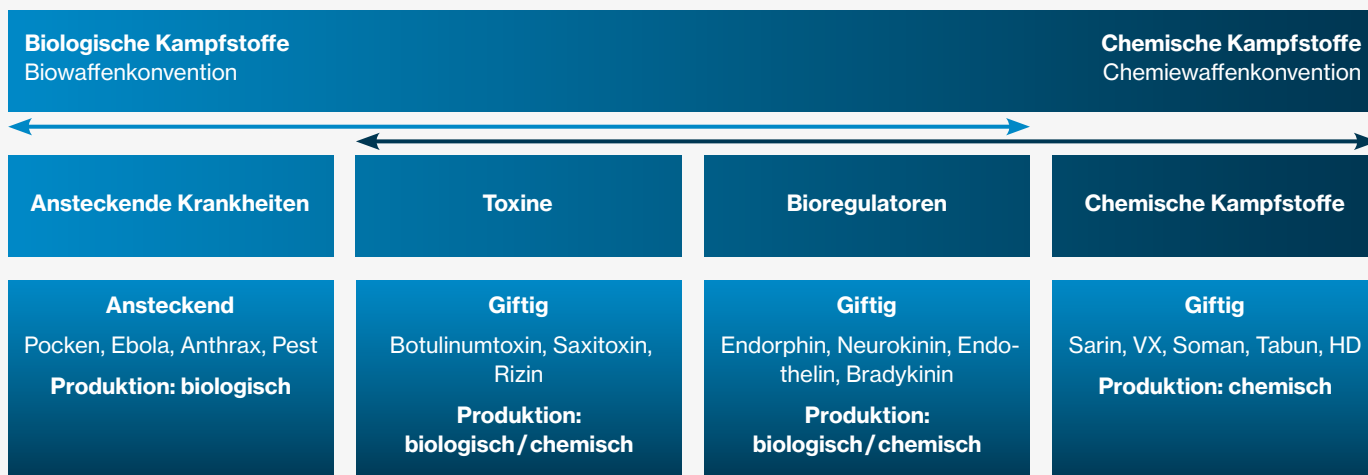 Biologische Kampfstoffe
Biowaffenkonvention
Chemische Kampfstoffe
Chemiewaffenkonvention
Ansteckende Krankheiten
Toxine
Bioregulatoren
Chemische Kampfstoffe
Ansteckend
Pocken, Ebola, Anthrax, Pest
Produktion: biologisch
Giftig
Botulinumtoxin, Saxitoxin,
Rizin
Produktion:
biologisch / chemisch
Giftig
Endorphin, Neurokinin, Endo-
thelin, Bradykinin
Produktion:
biologisch / chemisch
Giftig
Sarin, VX, Soman, Tabun, HD
Produktion: chemisch